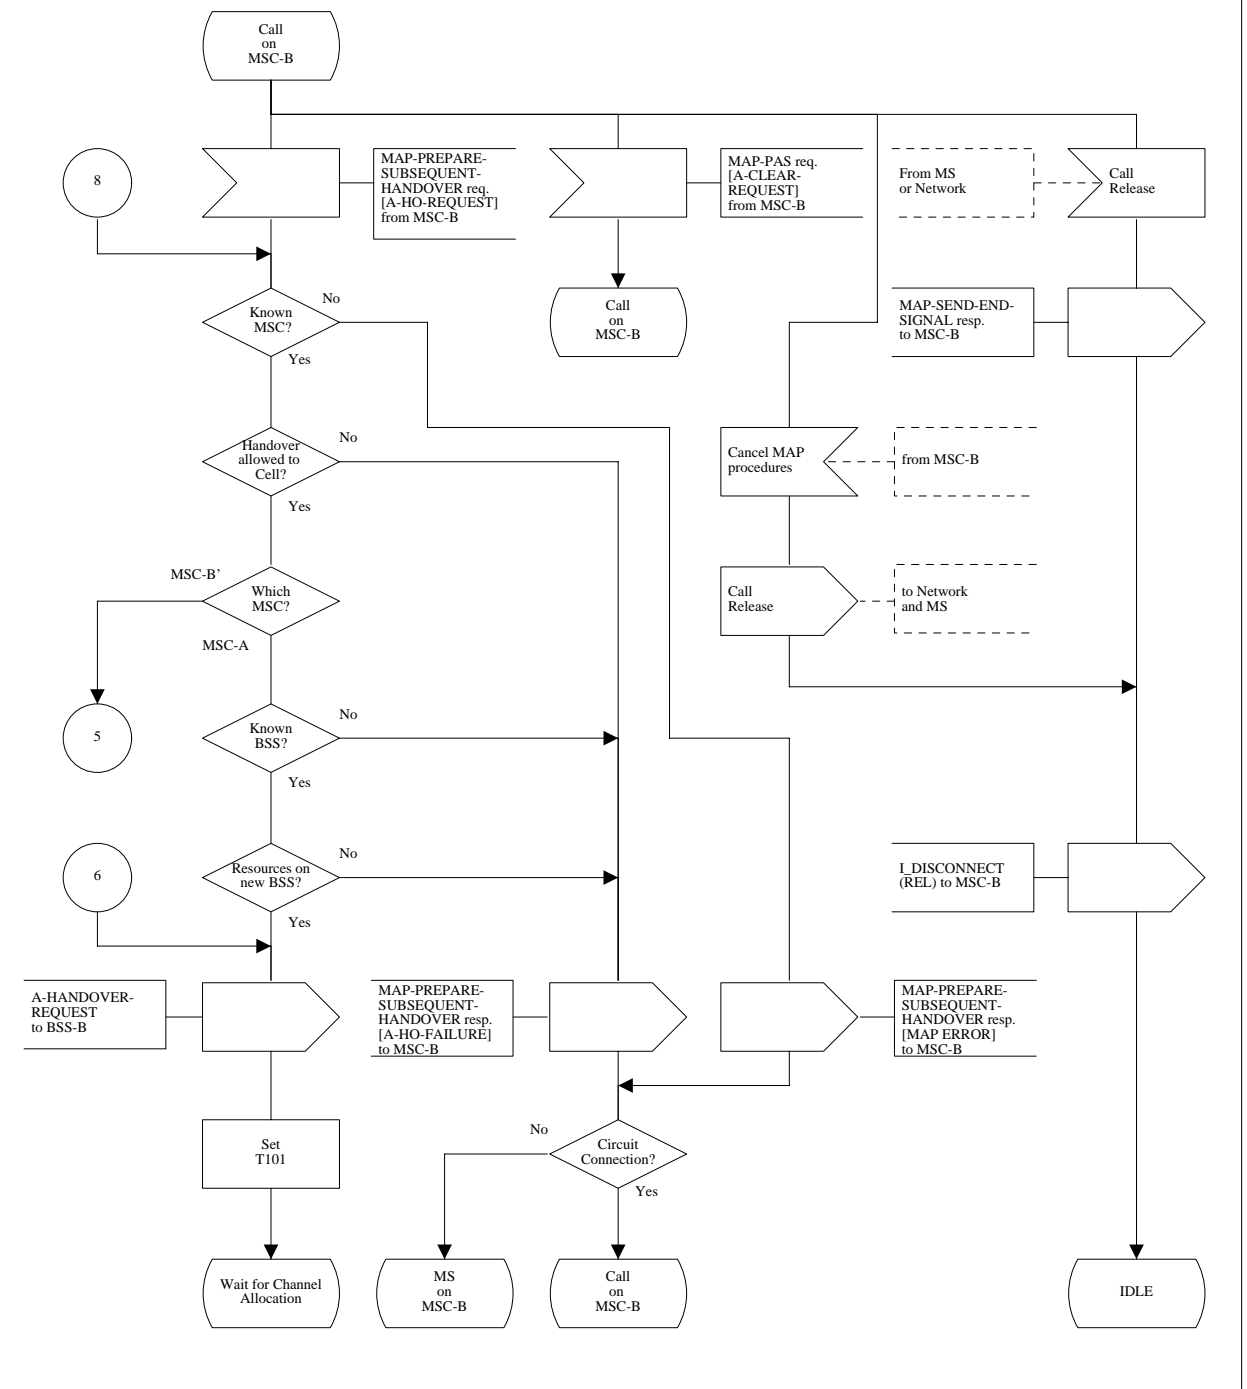 Call
on
MSC-B
8
MAP-PREPARE-
SUBSEQUENT-
HANDOVER req.
[A-HO-REQUEST]
from MSC-B
MAP-PAS req.
[A-CLEAR-
REQUEST]
from MSC-B
From MS
or Network
Call
Release
Known
MSC?
No
Yes
Call
on
MSC-B
MAP-SEND-END-
SIGNAL resp.
to MSC-B
Handover
allowed to
Cell?
No
Yes
Cancel MAP
procedures
from MSC-B
MSC-B’
Which
MSC?
MSC-A
Call
Release
to Network
and MS
5
Known
BSS?
No
Yes
6
Resources on
new BSS?
No
Yes
I_DISCONNECT
(REL) to MSC-B
A-HANDOVER-
REQUEST
to BSS-B
MAP-PREPARE-
SUBSEQUENT-
HANDOVER resp.
[A-HO-FAILURE]
to MSC-B
MAP-PREPARE-
SUBSEQUENT-
HANDOVER resp.
[MAP ERROR]
to MSC-B
Set
T101
No
Circuit
Connection?
Yes
Wait for Channel
Allocation
MS
on
MSC-B
Call
on
MSC-B
IDLE